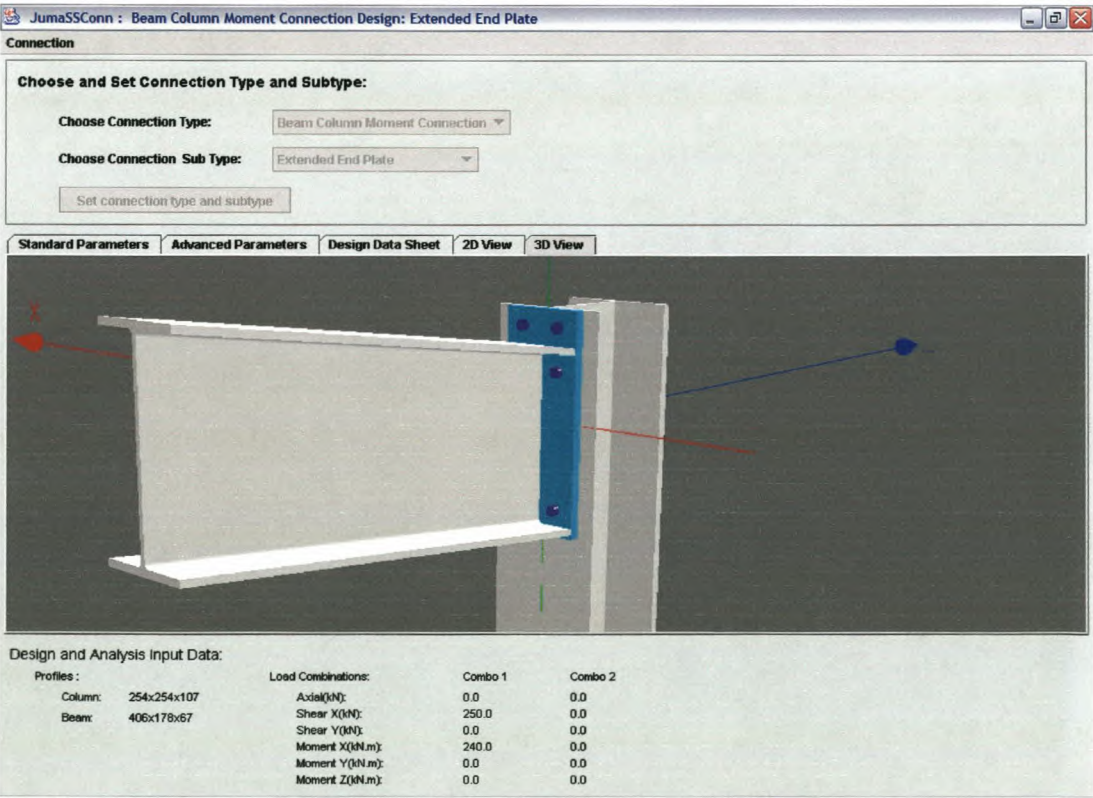 JumaSSConn : Beam Column Moment Connection Design: Extended End Plate
Connection
Choose and Set Connection Type and Subtype:
Choose Connection Type: Beam Column Moment Connection
Choose Connection Sub Type: Extended End Plate
Set connection type and subtype
Standard Parameters Advanced Parameters Design Data Sheet 2D View 3D View
X
Design and Analysis Input Data:
Profiles : Load Combinations: Combo 1 Combo 2
Column: 254x254x107 Axial(kN): 0.0 0.0
Beam: 406x178x67 Shear X(kN): 250.0 0.0
Shear Y(kN): 0.0 0.0
Moment X(kN.m): 240.0 0.0
Moment Y(kN.m): 0.0 0.0
Moment Z(kN.m): 0.0 0.0